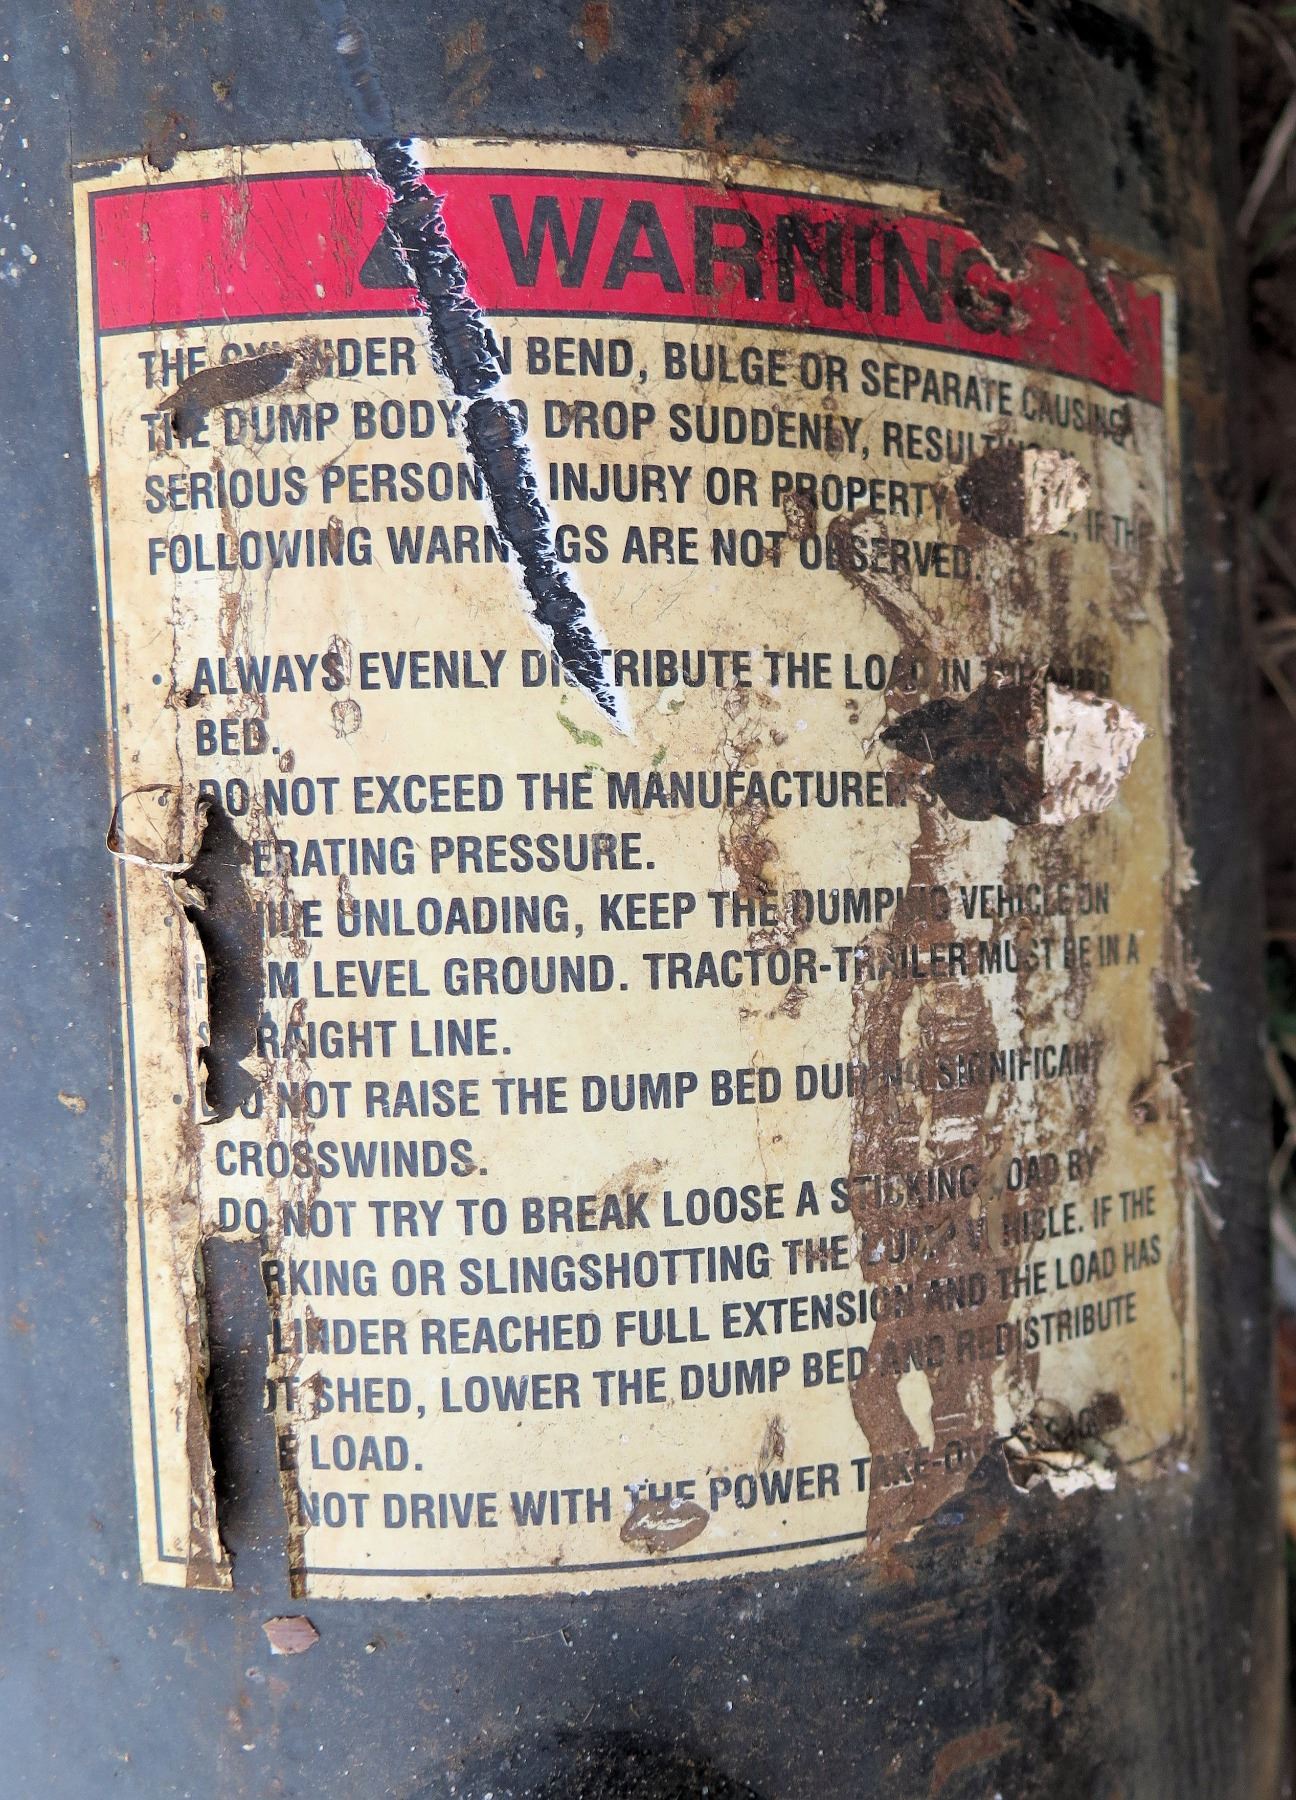 WARNING
THE CYLINDER CAN BEND, BULGE OR SEPARATE CAUSING
THE DUMP BODY TO DROP SUDDENLY, RESULTING IN
SERIOUS PERSONAL INJURY OR PROPERTY IF THE
FOLLOWING WARNINGS ARE NOT OBSERVED.
• ALWAYS EVENLY DISTRIBUTE THE LOAD IN THE DUMP
BED.
• DO NOT EXCEED THE MANUFACTURER'S
OPERATING PRESSURE.
• WHILE UNLOADING, KEEP THE DUMPING VEHICLE ON
FIRM LEVEL GROUND. TRACTOR-TRAILER MUST BE IN A
STRAIGHT LINE.
• DO NOT RAISE THE DUMP BED DURING SIGNIFICANT
CROSSWINDS.
DO NOT TRY TO BREAK LOOSE A STICKING LOAD BY
JERKING OR SLINGSHOTTING THE DUMP VEHICLE. IF THE
CYLINDER REACHED FULL EXTENSION AND THE LOAD HAS
NOT SHED, LOWER THE DUMP BED AND REDISTRIBUTE
THE LOAD.
NOT DRIVE WITH THE POWER TAKE-OFF